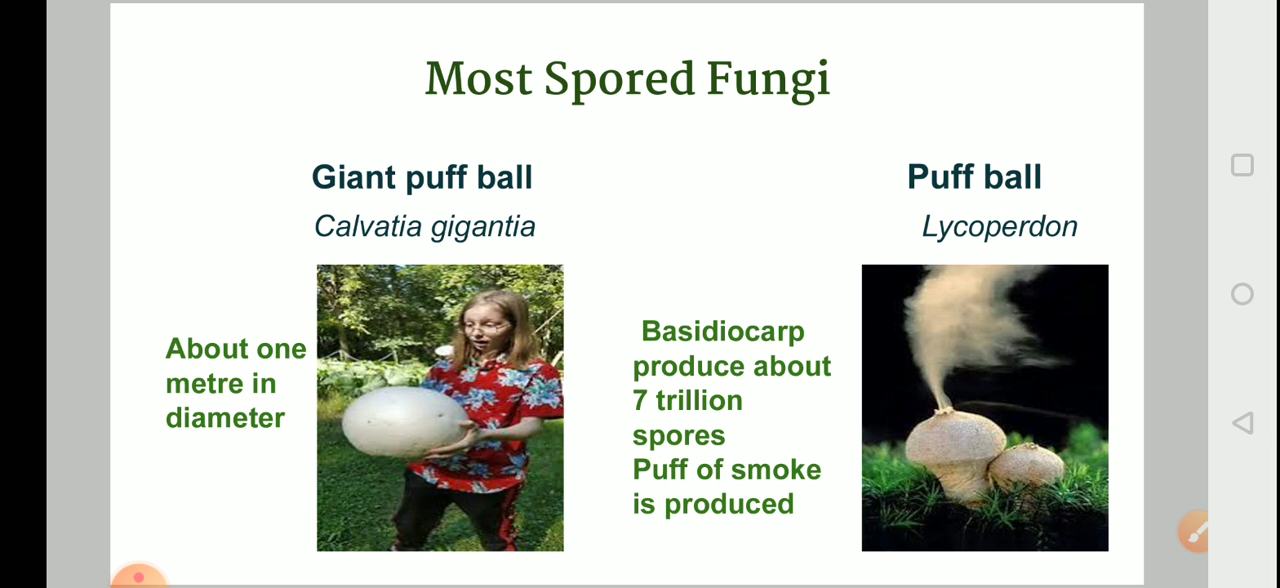 Most Spored Fungi
Giant puff ball
Calvatia gigantia
About one
metre in
diameter
Puff ball
Lycoperdon
Basidiocarp
produce about
7 trillion
spores
Puff of smoke
is produced